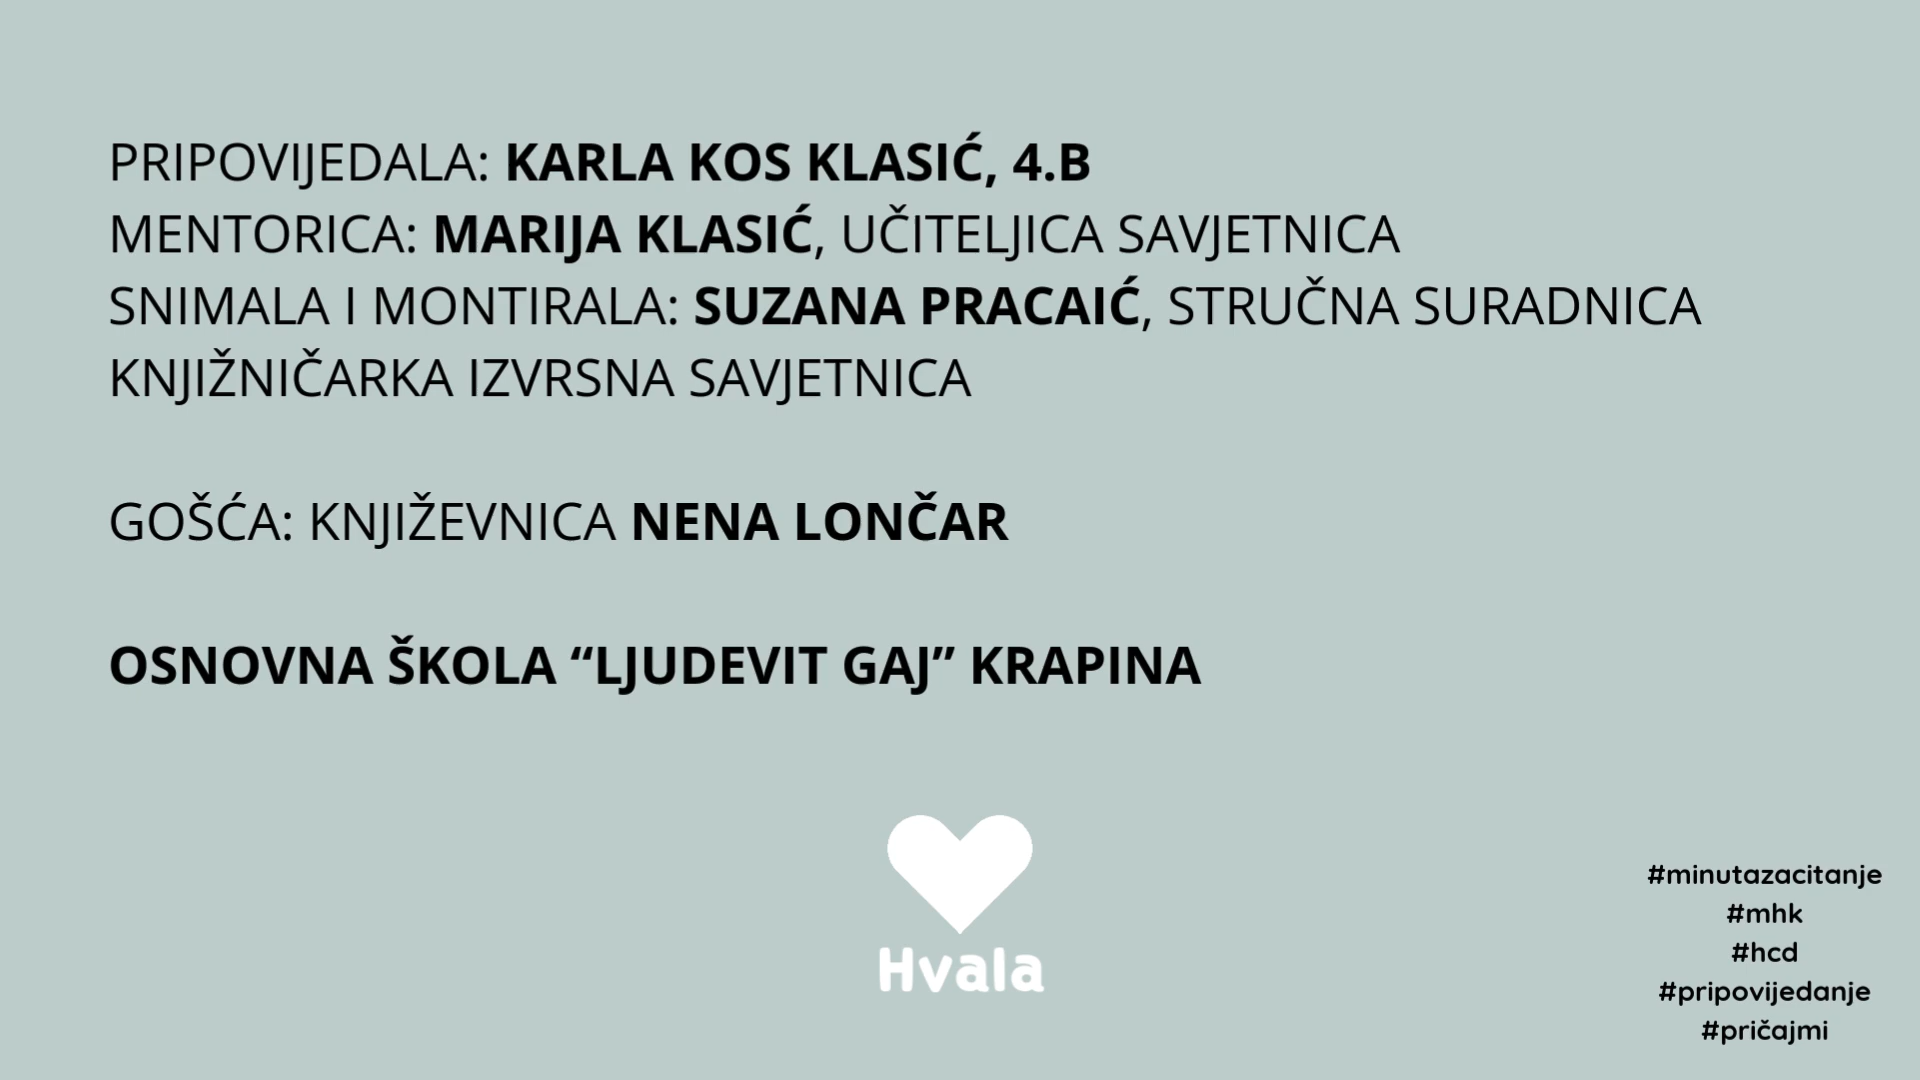 PRIPOVIJEDALA: KARLA KOS KLASIĆ, 4.B
MENTORICA: MARIJA KLASIĆ, UČITELJICA SAVJETNICA
SNIMALA I MONTIRALA: SUZANA PRACAIĆ, STRUČNA SURADNICA
KNJIŽNIČARKA IZVRSNA SAVJETNICA
GOŠĆA: KNJIŽEVNICA NENA LONČAR
OSNOVNA ŠKOLA “LJUDEVIT GAJ” KRAPINA
Hvala
#minutazacitanje
#mhk
#hcd
#pripovijedanje
#pričajmi